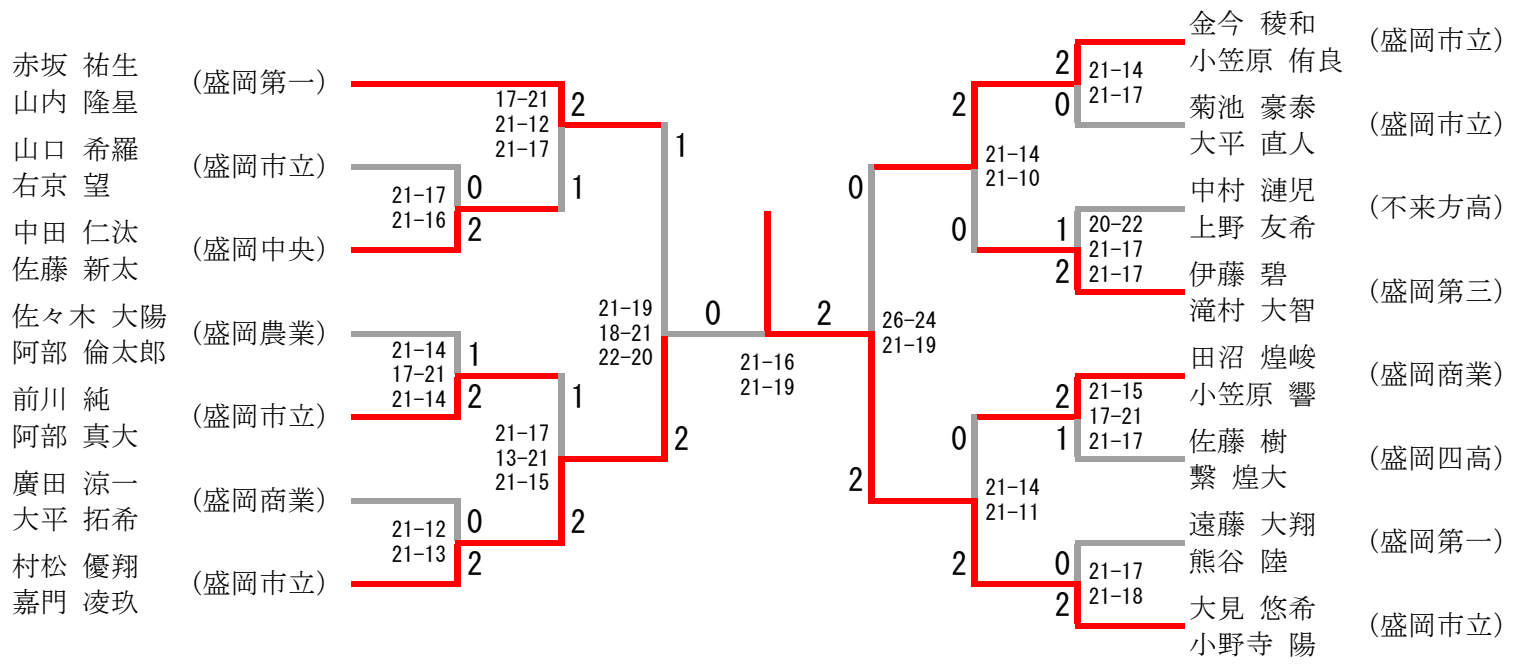 赤坂 祐生
山内 隆星
(盛岡第一)
山口 希羅
右京 望
(盛岡市立)
中田 仁汰
佐藤 新太
(盛岡中央)
佐々木 大陽
阿部 倫太郎
(盛岡農業)
前川 純
阿部 真大
(盛岡市立)
廣田 涼一
大平 拓希
(盛岡商業)
村松 優翔
嘉門 凌玖
(盛岡市立)
17-21
21-12
21-17
2
1
21-17
21-16
0
2
21-14
17-21
21-14
1
2
21-12
21-13
0
2
21-17
13-21
21-15
1
2
21-19
18-21
22-20
1
2
0
2
21-16
21-19
26-24
21-19
0
2
21-14
21-10
2
0
21-14
21-11
0
2
2
0
21-14
21-17
1
2
20-22
21-17
21-17
2
1
21-15
17-21
21-17
0
2
21-17
21-18
金今 稜和
小笠原 侑良
(盛岡市立)
菊池 豪泰
大平 直人
(盛岡市立)
中村 漣児
上野 友希
(不来方高)
伊藤 碧
滝村 大智
(盛岡第三)
田沼 煌峻
小笠原 響
(盛岡商業)
佐藤 樹
繋 煌大
(盛岡四高)
遠藤 大翔
熊谷 陸
(盛岡第一)
大見 悠希
小野寺 陽
(盛岡市立)